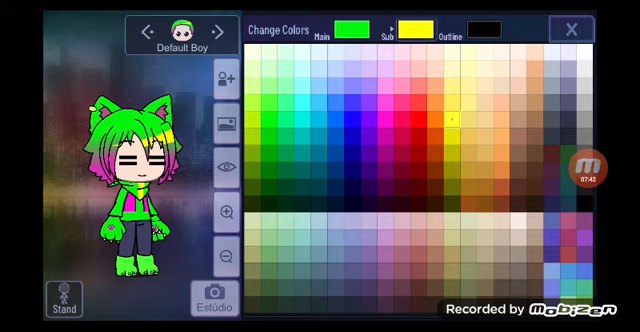 Default Boy
Change Colors
Main
Sub
Outline
X
07:42
Stand
Estúdio
Recorded by Mobizen